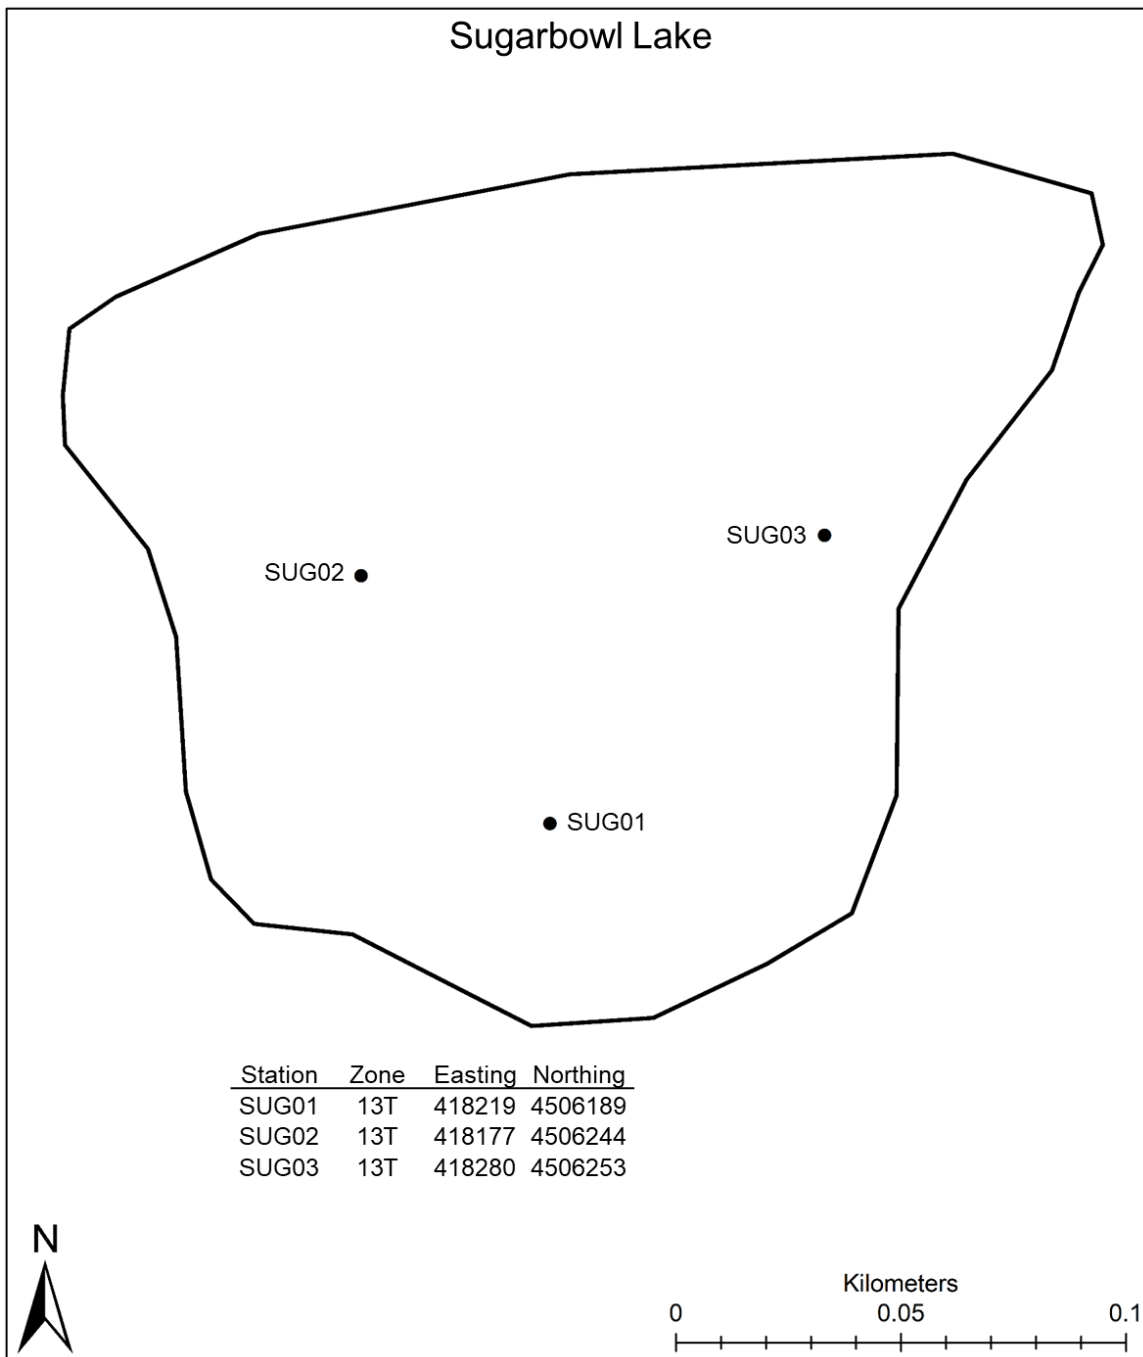 Sugarbowl Lake
SUG03
SUG02
SUG01
Station Zone Easting Northing
SUG01 13T 418219 4506189
SUG02 13T 418177 4506244
SUG03 13T 418280 4506253
N
Kilometers
0 0.05 0.1